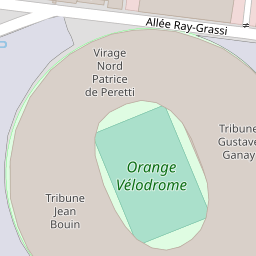 Allée Ray-Grassi
Virage
Nord
Patrice
de Peretti
Tribune
Gustave
Ganay
Orange
Vélodrome
Tribune
Jean
Bouin